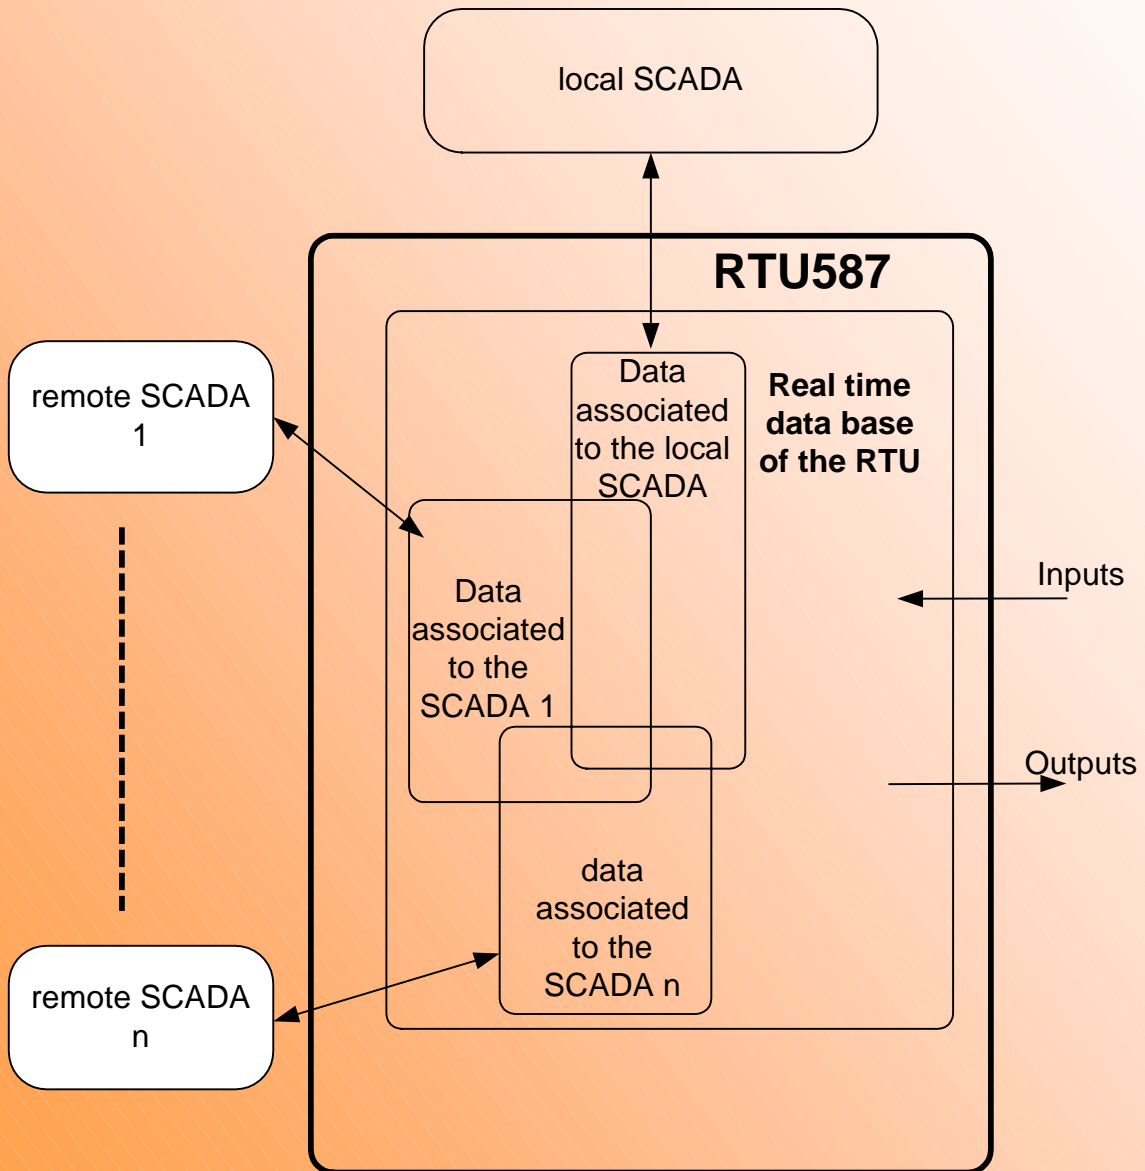 local SCADA
RTU587
remote SCADA
1
Data
associated
to the local
SCADA
Real time
data base
of the RTU
Data
associated
to the
SCADA 1
Inputs
Outputs
data
associated
to the
SCADA n
remote SCADA
n